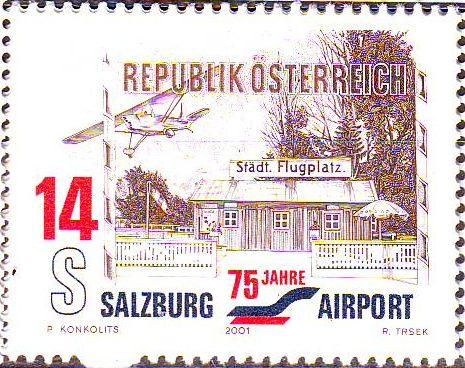 REPUBLIK ÖSTERREICH
Städt. Flugplatz.
14
S
75 JAHRE
SALZBURG AIRPORT
P. KONKOLITS 2001 R. TRSEK